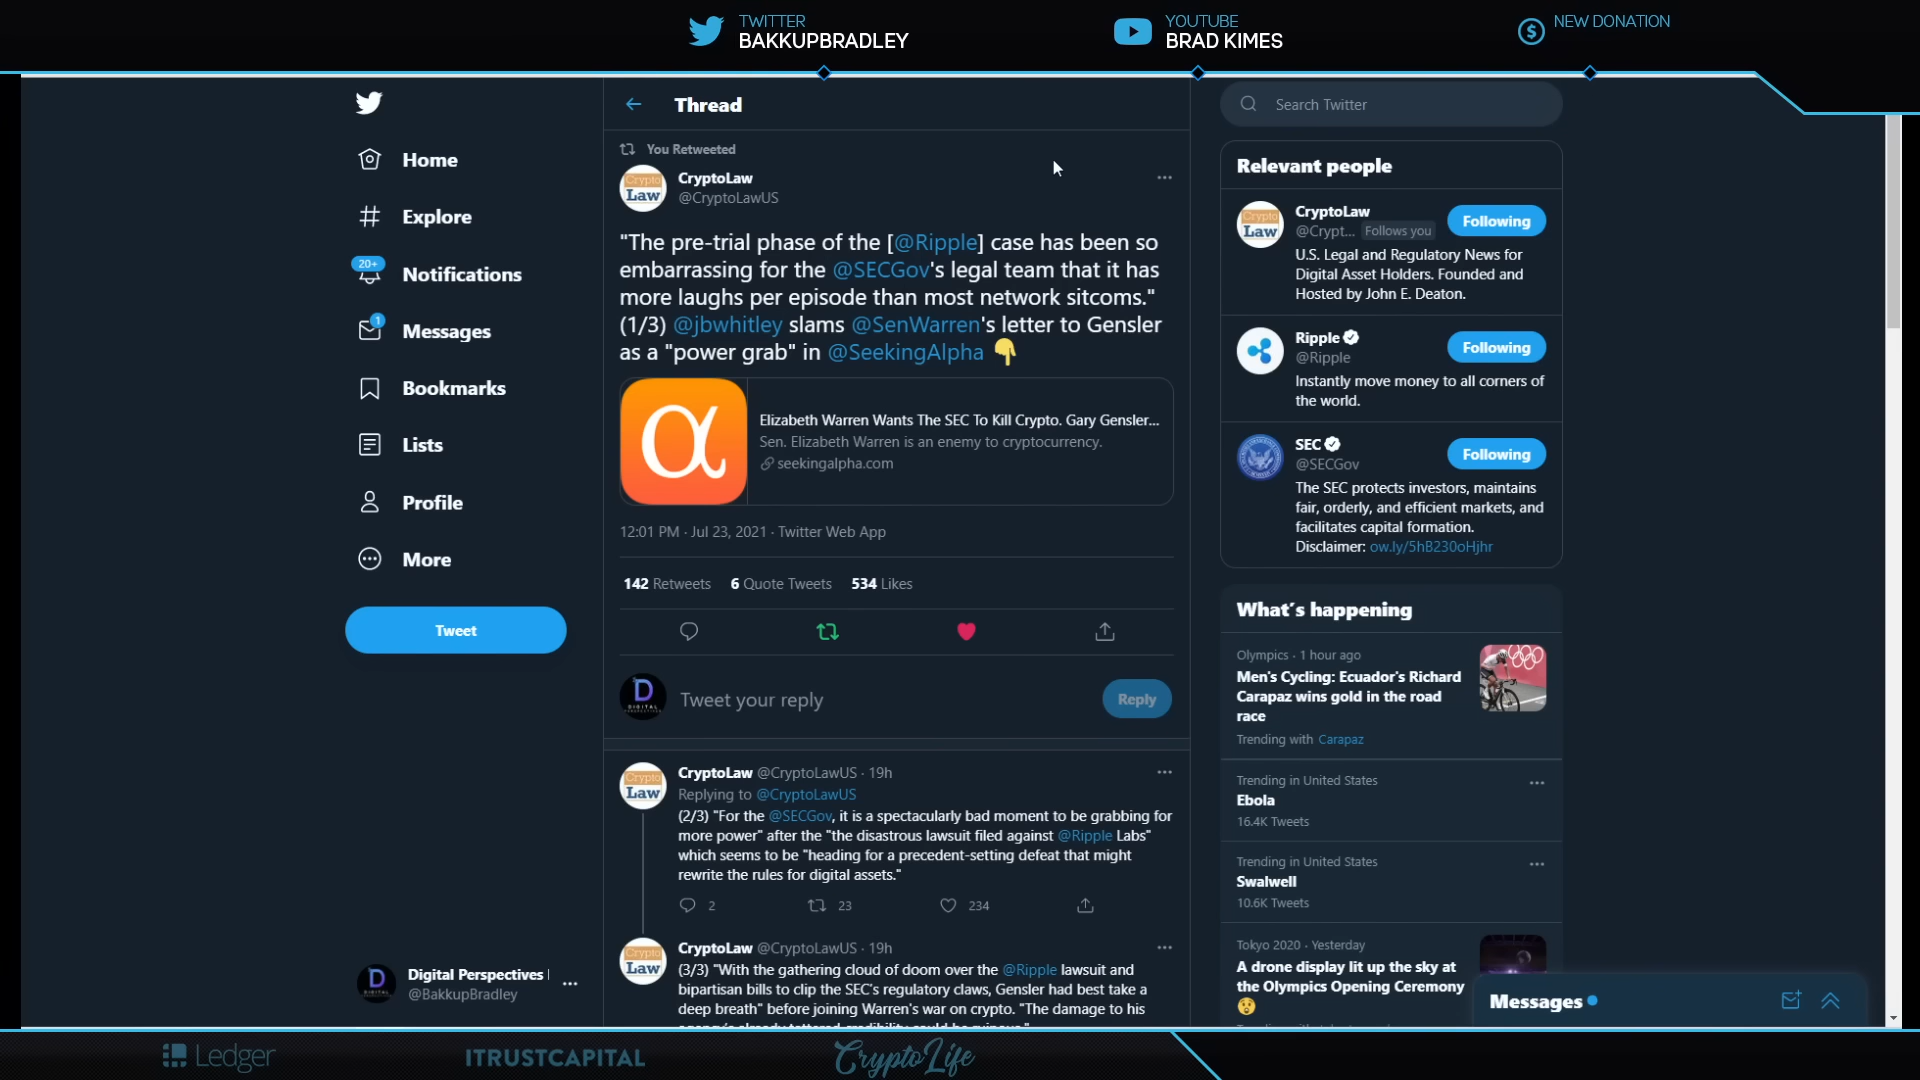 TWITTER
BAKKUPBRADLEY
YOUTUBE
BRAD KIMES
NEW DONATION
Home
Explore
20+
Notifications
1
Messages
Bookmarks
Lists
Profile
More
Tweet
Digital Perspectives
@BakkupBradley
Thread
You Retweeted
CryptoLaw
@CryptoLawUS
"The pre-trial phase of the [@Ripple] case has been so
embarrassing for the @SECGov's legal team that it has
more laughs per episode than most network sitcoms."
(1/3) @jbwhitley slams @SenWarren's letter to Gensler
as a "power grab" in @SeekingAlpha 👇
α
Elizabeth Warren Wants The SEC To Kill Crypto. Gary Gensler...
Sen. Elizabeth Warren is an enemy to cryptocurrency.
seekingalpha.com
12:01 PM · Jul 23, 2021 · Twitter Web App
142 Retweets 6 Quote Tweets 534 Likes
Tweet your reply
Reply
CryptoLaw @CryptoLawUS · 19h
Replying to @CryptoLawUS
(2/3) "For the @SECGov, it is a spectacularly bad moment to be grabbing for
more power" after the "the disastrous lawsuit filed against @Ripple Labs"
which seems to be "heading for a precedent-setting defeat that might
rewrite the rules for digital assets."
2 23 234
CryptoLaw @CryptoLawUS · 19h
(3/3) "With the gathering cloud of doom over the @Ripple lawsuit and
bipartisan bills to clip the SEC's regulatory claws, Gensler had best take a
deep breath" before joining Warren's war on crypto. "The damage to his
agency's already tattered credibility could be ruinous."
Search Twitter
Relevant people
CryptoLaw
@Crypt... Follows you
Following
U.S. Legal and Regulatory News for
Digital Asset Holders. Founded and
Hosted by John E. Deaton.
Ripple
@Ripple
Following
Instantly move money to all corners of
the world.
SEC
@SECGov
Following
The SEC protects investors, maintains
fair, orderly, and efficient markets, and
facilitates capital formation.
Disclaimer: ow.ly/5hB230oHjhr
What's happening
Olympics · 1 hour ago
Men's Cycling: Ecuador's Richard
Carapaz wins gold in the road
race
Trending with Carapaz
Trending in United States
Ebola
16.4K Tweets
Trending in United States
Swalwell
10.6K Tweets
Tokyo 2020 · Yesterday
A drone display lit up the sky at
the Olympics Opening Ceremony
😲
Messages
Ledger
ITRUSTCAPITAL
CryptoLife